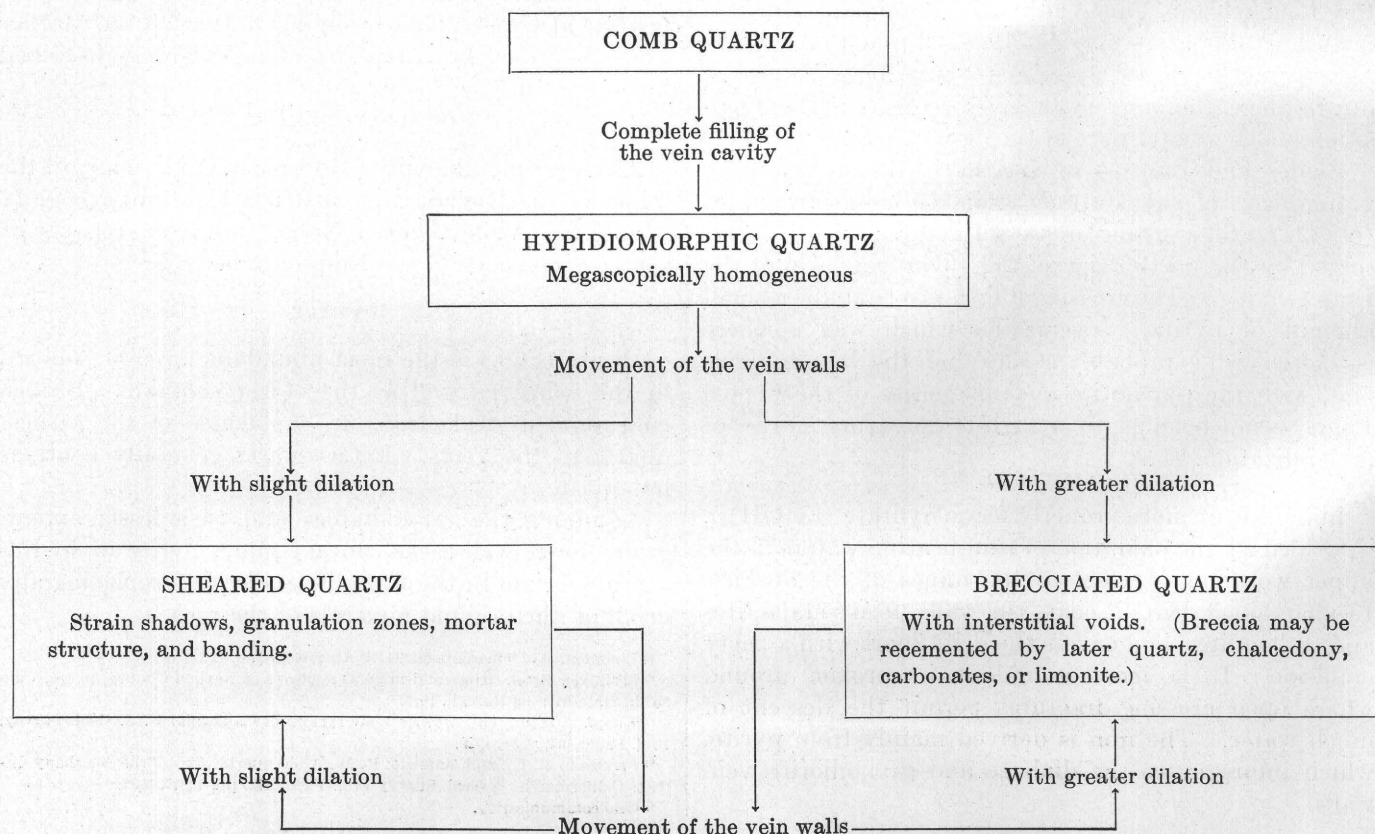 COMB QUARTZ
Complete filling of
the vein cavity
HYPIDIOMORPHIC QUARTZ
Megascopically homogeneous
Movement of the vein walls
With slight dilation
With greater dilation
SHEARED QUARTZ
Strain shadows, granulation zones, mortar
structure, and banding.
BRECCIATED QUARTZ
With interstitial voids. (Breccia may be
recemented by later quartz, chalcedony,
carbonates, or limonite.)
With slight dilation
With greater dilation
Movement of the vein walls